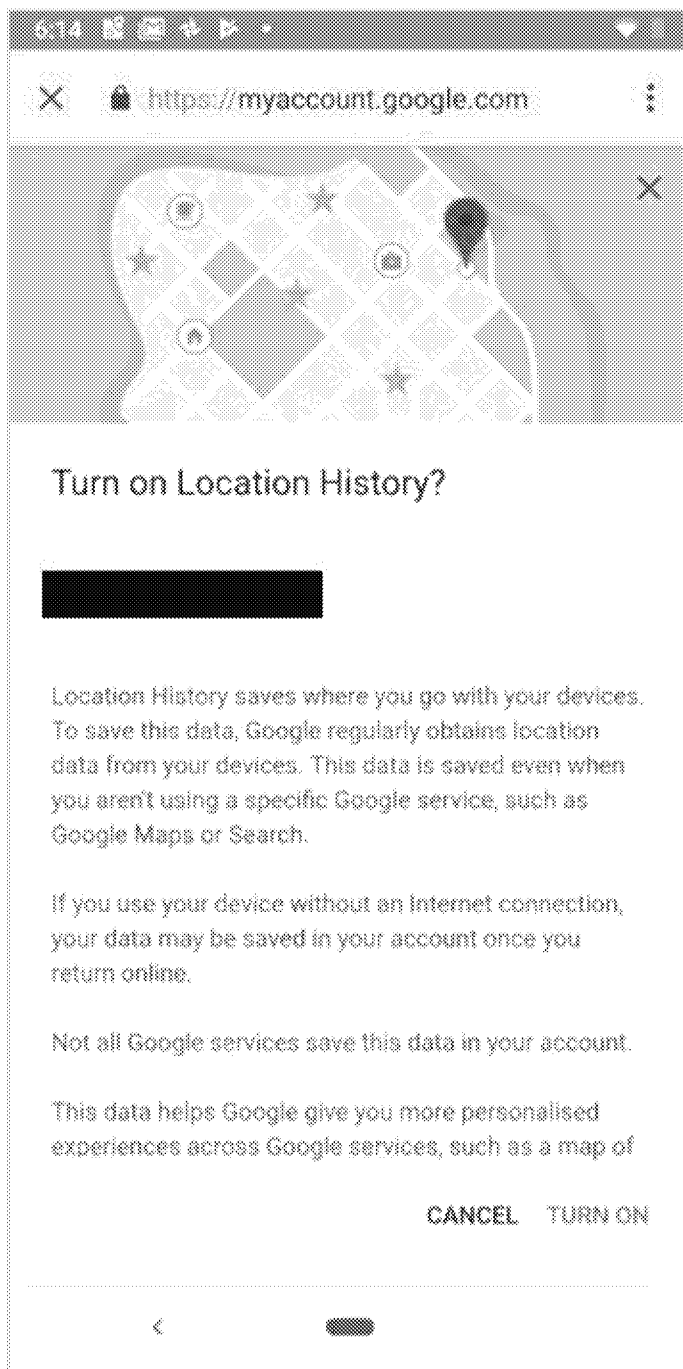 6:14
https://myaccount.google.com
Turn on Location History?
Location History saves where you go with your devices.
To save this data, Google regularly obtains location
data from your devices. This data is saved even when
you aren't using a specific Google service, such as
Google Maps or Search.
If you use your device without an Internet connection,
your data may be saved in your account once you
return online.
Not all Google services save this data in your account.
This data helps Google give you more personalised
experiences across Google services, such as a map of
CANCEL TURN ON